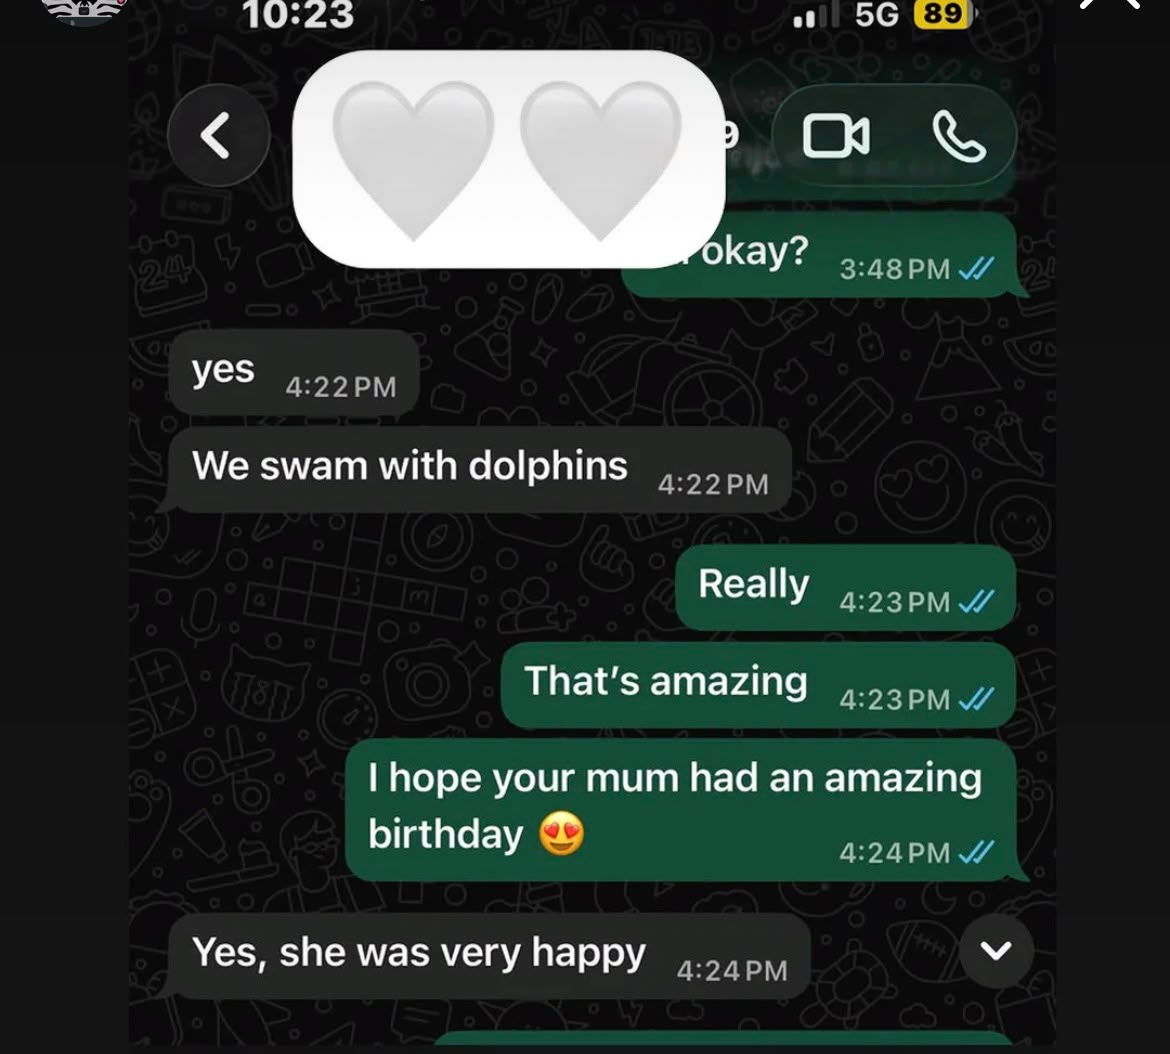 10:23
5G 89
9
okay? 3:48 PM
yes 4:22 PM
We swam with dolphins 4:22 PM
Really 4:23 PM
That's amazing 4:23 PM
I hope your mum had an amazing
birthday 😍 4:24 PM
Yes, she was very happy 4:24 PM